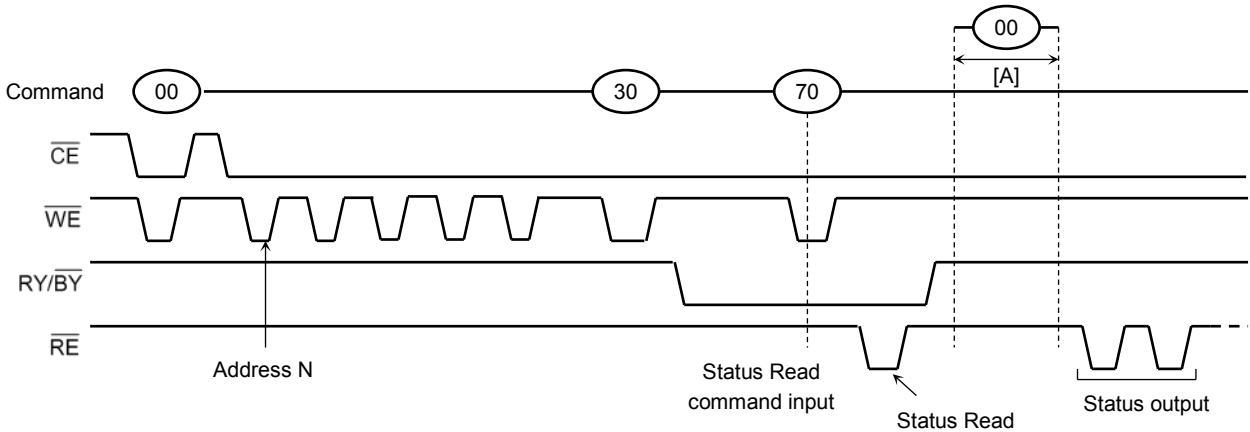 00
[A]
Command 00 30 70
CE
WE
RY/BY
RE
Address N
Status Read
command input
Status Read
Status output